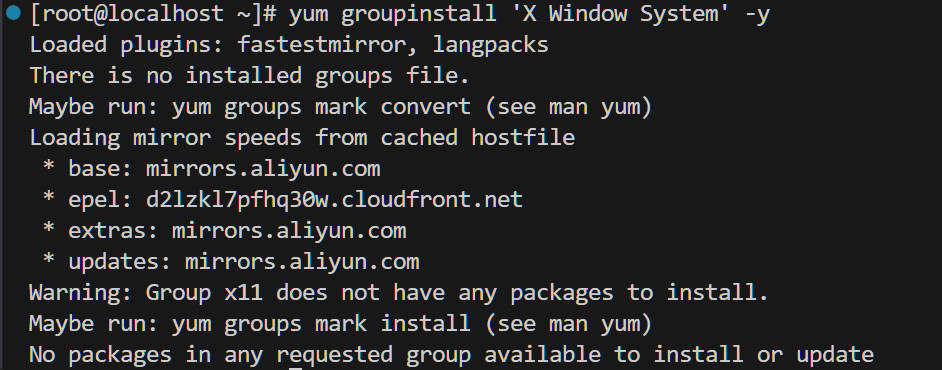 [root@localhost ~]# yum groupinstall 'X Window System' -y
Loaded plugins: fastestmirror, langpacks
There is no installed groups file.
Maybe run: yum groups mark convert (see man yum)
Loading mirror speeds from cached hostfile
 * base: mirrors.aliyun.com
 * epel: d2lzkl7pfhq30w.cloudfront.net
 * extras: mirrors.aliyun.com
 * updates: mirrors.aliyun.com
Warning: Group x11 does not have any packages to install.
Maybe run: yum groups mark install (see man yum)
No packages in any requested group available to install or update